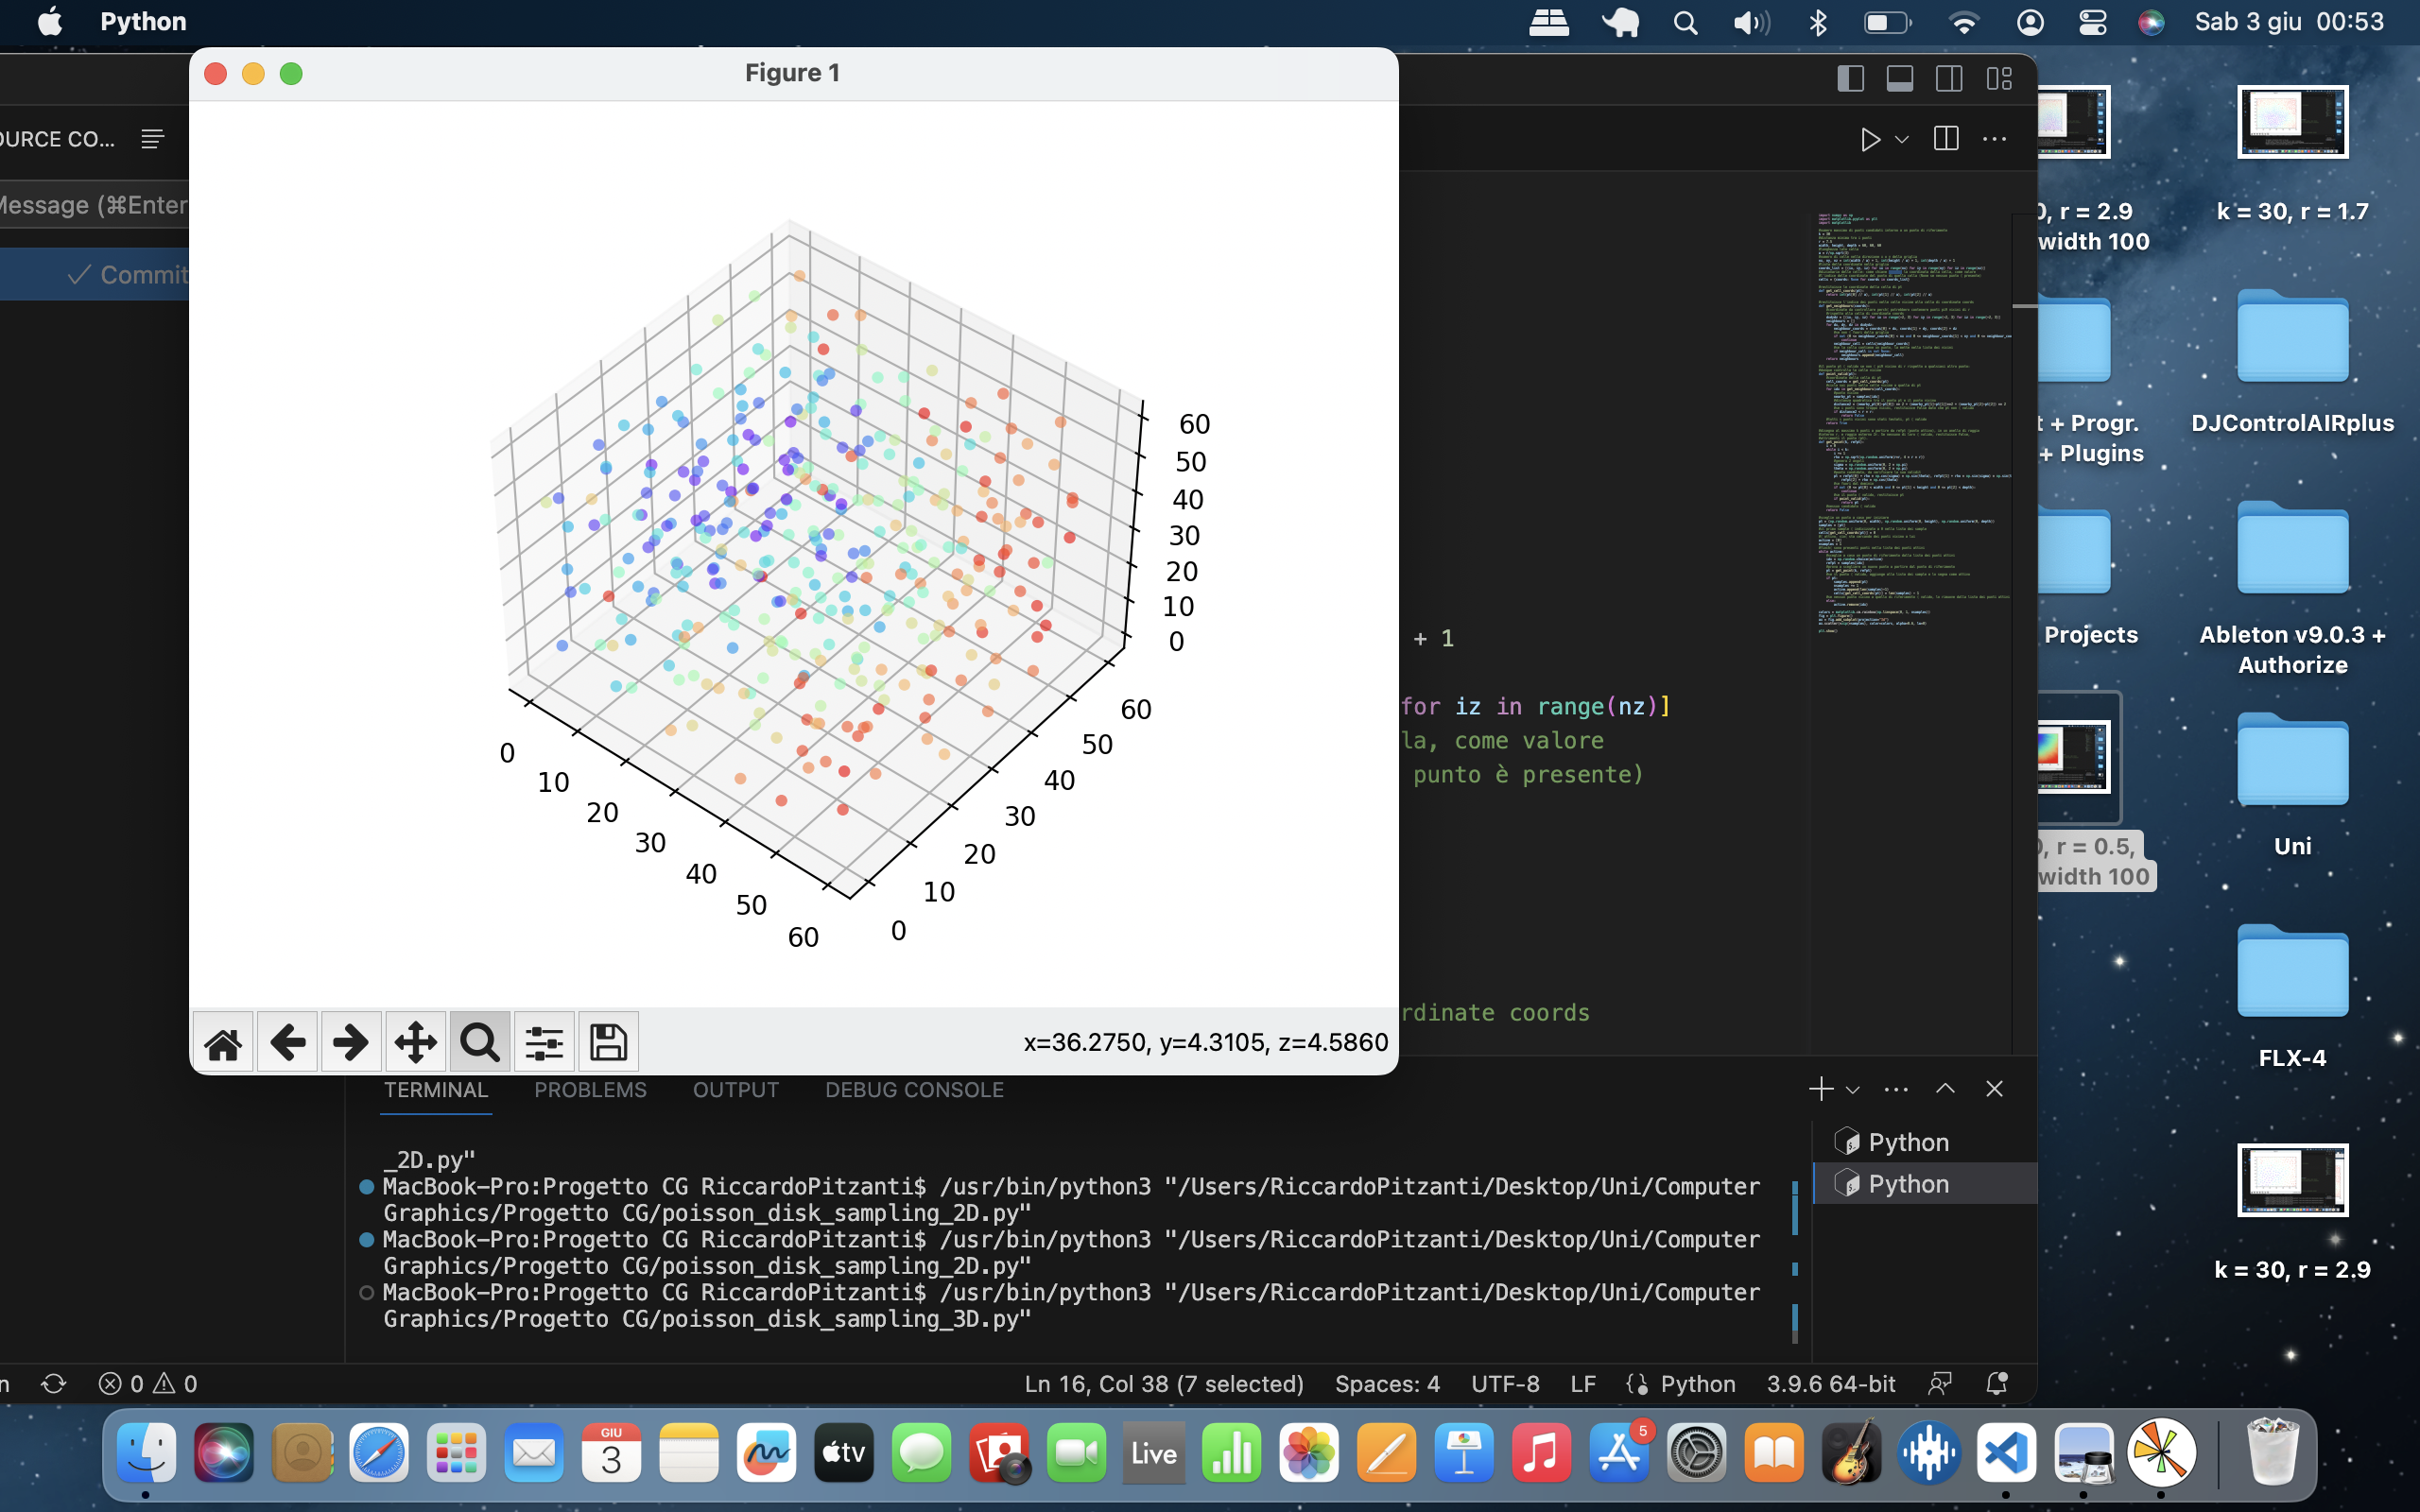 Python
Sab 3 giu 00:53
Figure 1
OURCE CO...
Message (⌘Enter
Commit
60
50
40
30
20
10
0
0
10
20
30
40
50
60
0
10
20
30
40
50
60
x=36.2750, y=4.3105, z=4.5860
+ 1
for iz in range(nz)]
la, come valore
punto è presente)
rdinate coords
TERMINAL
PROBLEMS
OUTPUT
DEBUG CONSOLE
_2D.py"
MacBook-Pro:Progetto CG RiccardoPitzanti$ /usr/bin/python3 "/Users/RiccardoPitzanti/Desktop/Uni/Computer
Graphics/Progetto CG/poisson_disk_sampling_2D.py"
MacBook-Pro:Progetto CG RiccardoPitzanti$ /usr/bin/python3 "/Users/RiccardoPitzanti/Desktop/Uni/Computer
Graphics/Progetto CG/poisson_disk_sampling_2D.py"
MacBook-Pro:Progetto CG RiccardoPitzanti$ /usr/bin/python3 "/Users/RiccardoPitzanti/Desktop/Uni/Computer
Graphics/Progetto CG/poisson_disk_sampling_3D.py"
Python
Python
0 0
Ln 16, Col 38 (7 selected)
Spaces: 4
UTF-8
LF
Python
3.9.6 64-bit
0, r = 2.9
width 100
k = 30, r = 1.7
t + Progr.
+ Plugins
DJControlAIRplus
Projects
Ableton v9.0.3 +
Authorize
0, r = 0.5,
width 100
Uni
FLX-4
k = 30, r = 2.9
GIU
3
tv
Live
5